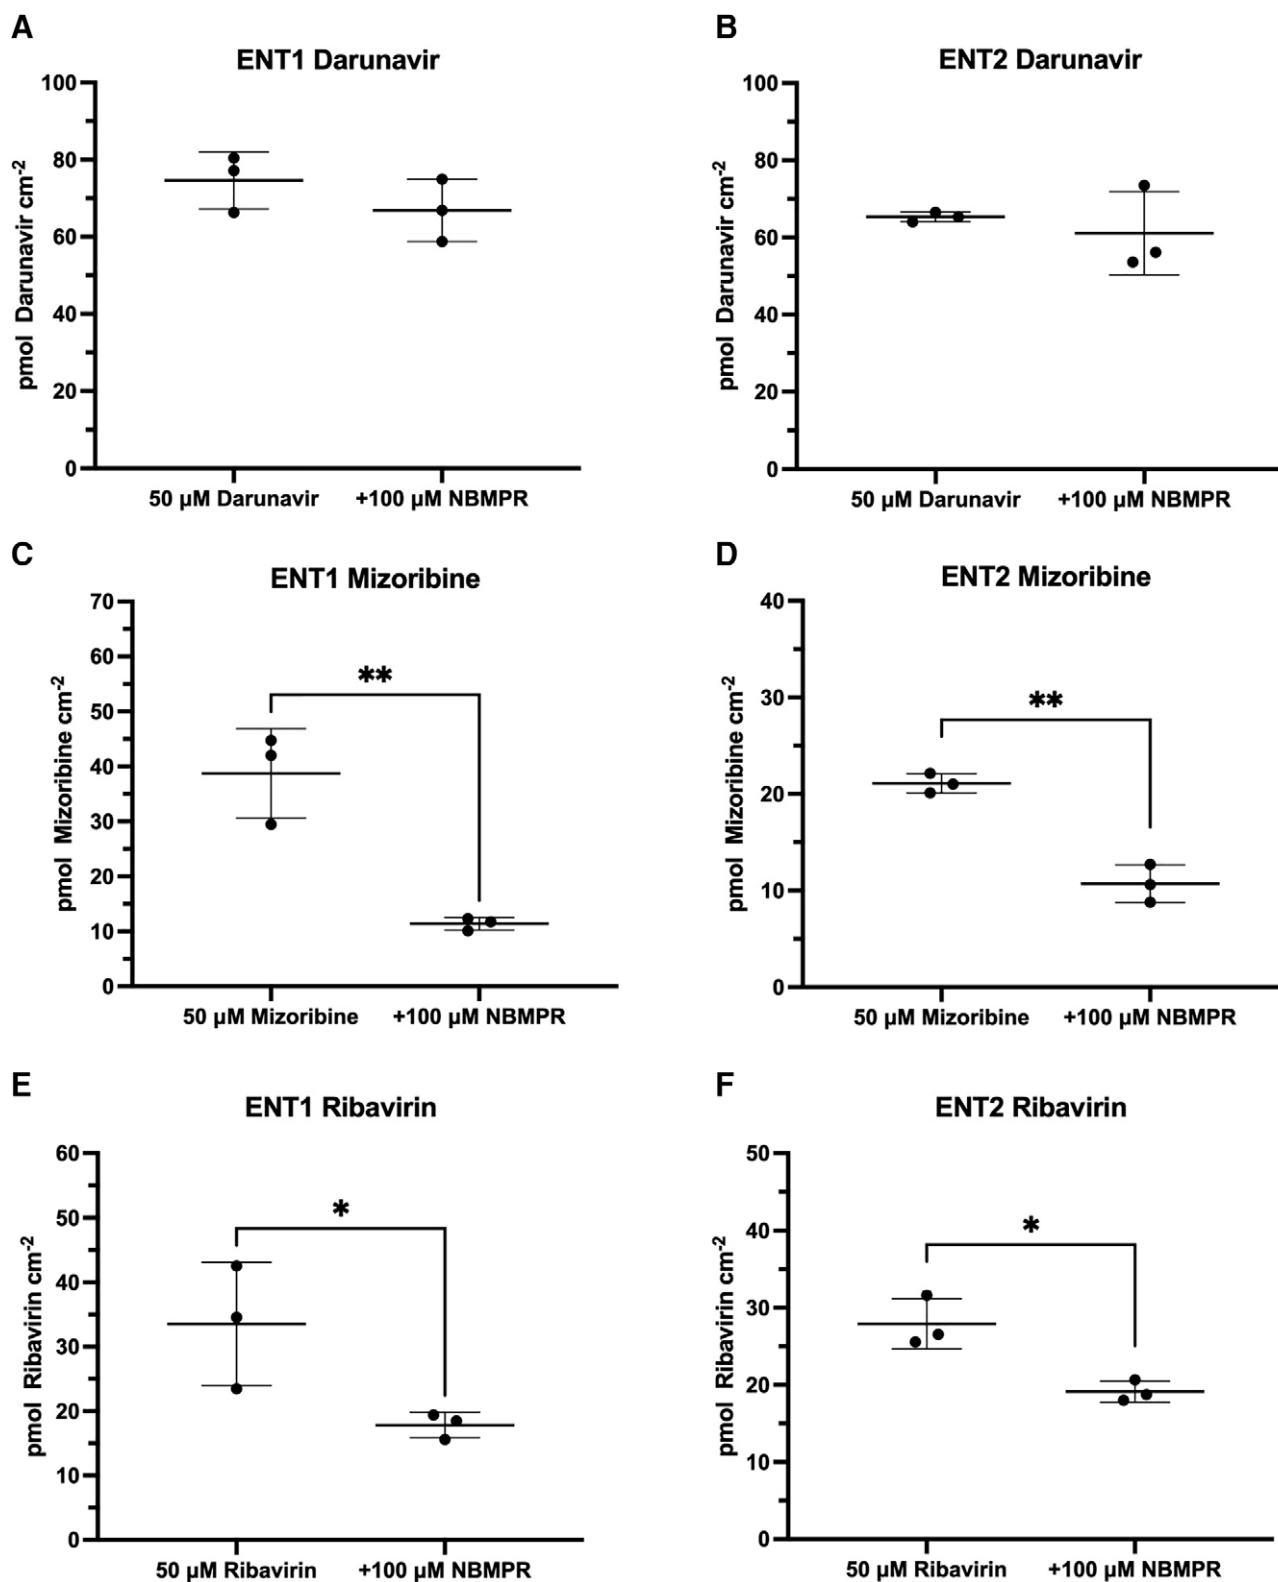 A
ENT1 Darunavir
100
80
60
40
20
0
pmol Darunavir cm-2
50 µM Darunavir
+100 µM NBMPR
B
ENT2 Darunavir
100
80
60
40
20
0
pmol Darunavir cm-2
50 µM Darunavir
+100 µM NBMPR
C
ENT1 Mizoribine
70
60
50
40
30
20
10
0
pmol Mizoribine cm-2
**
50 µM Mizoribine
+100 µM NBMPR
D
ENT2 Mizoribine
40
30
20
10
0
pmol Mizoribine cm-2
**
50 µM Mizoribine
+100 µM NBMPR
E
ENT1 Ribavirin
60
50
40
30
20
10
0
pmol Ribavirin cm-2
*
50 µM Ribavirin
+100 µM NBMPR
F
ENT2 Ribavirin
50
40
30
20
10
0
pmol Ribavirin cm-2
*
50 µM Ribavirin
+100 µM NBMPR